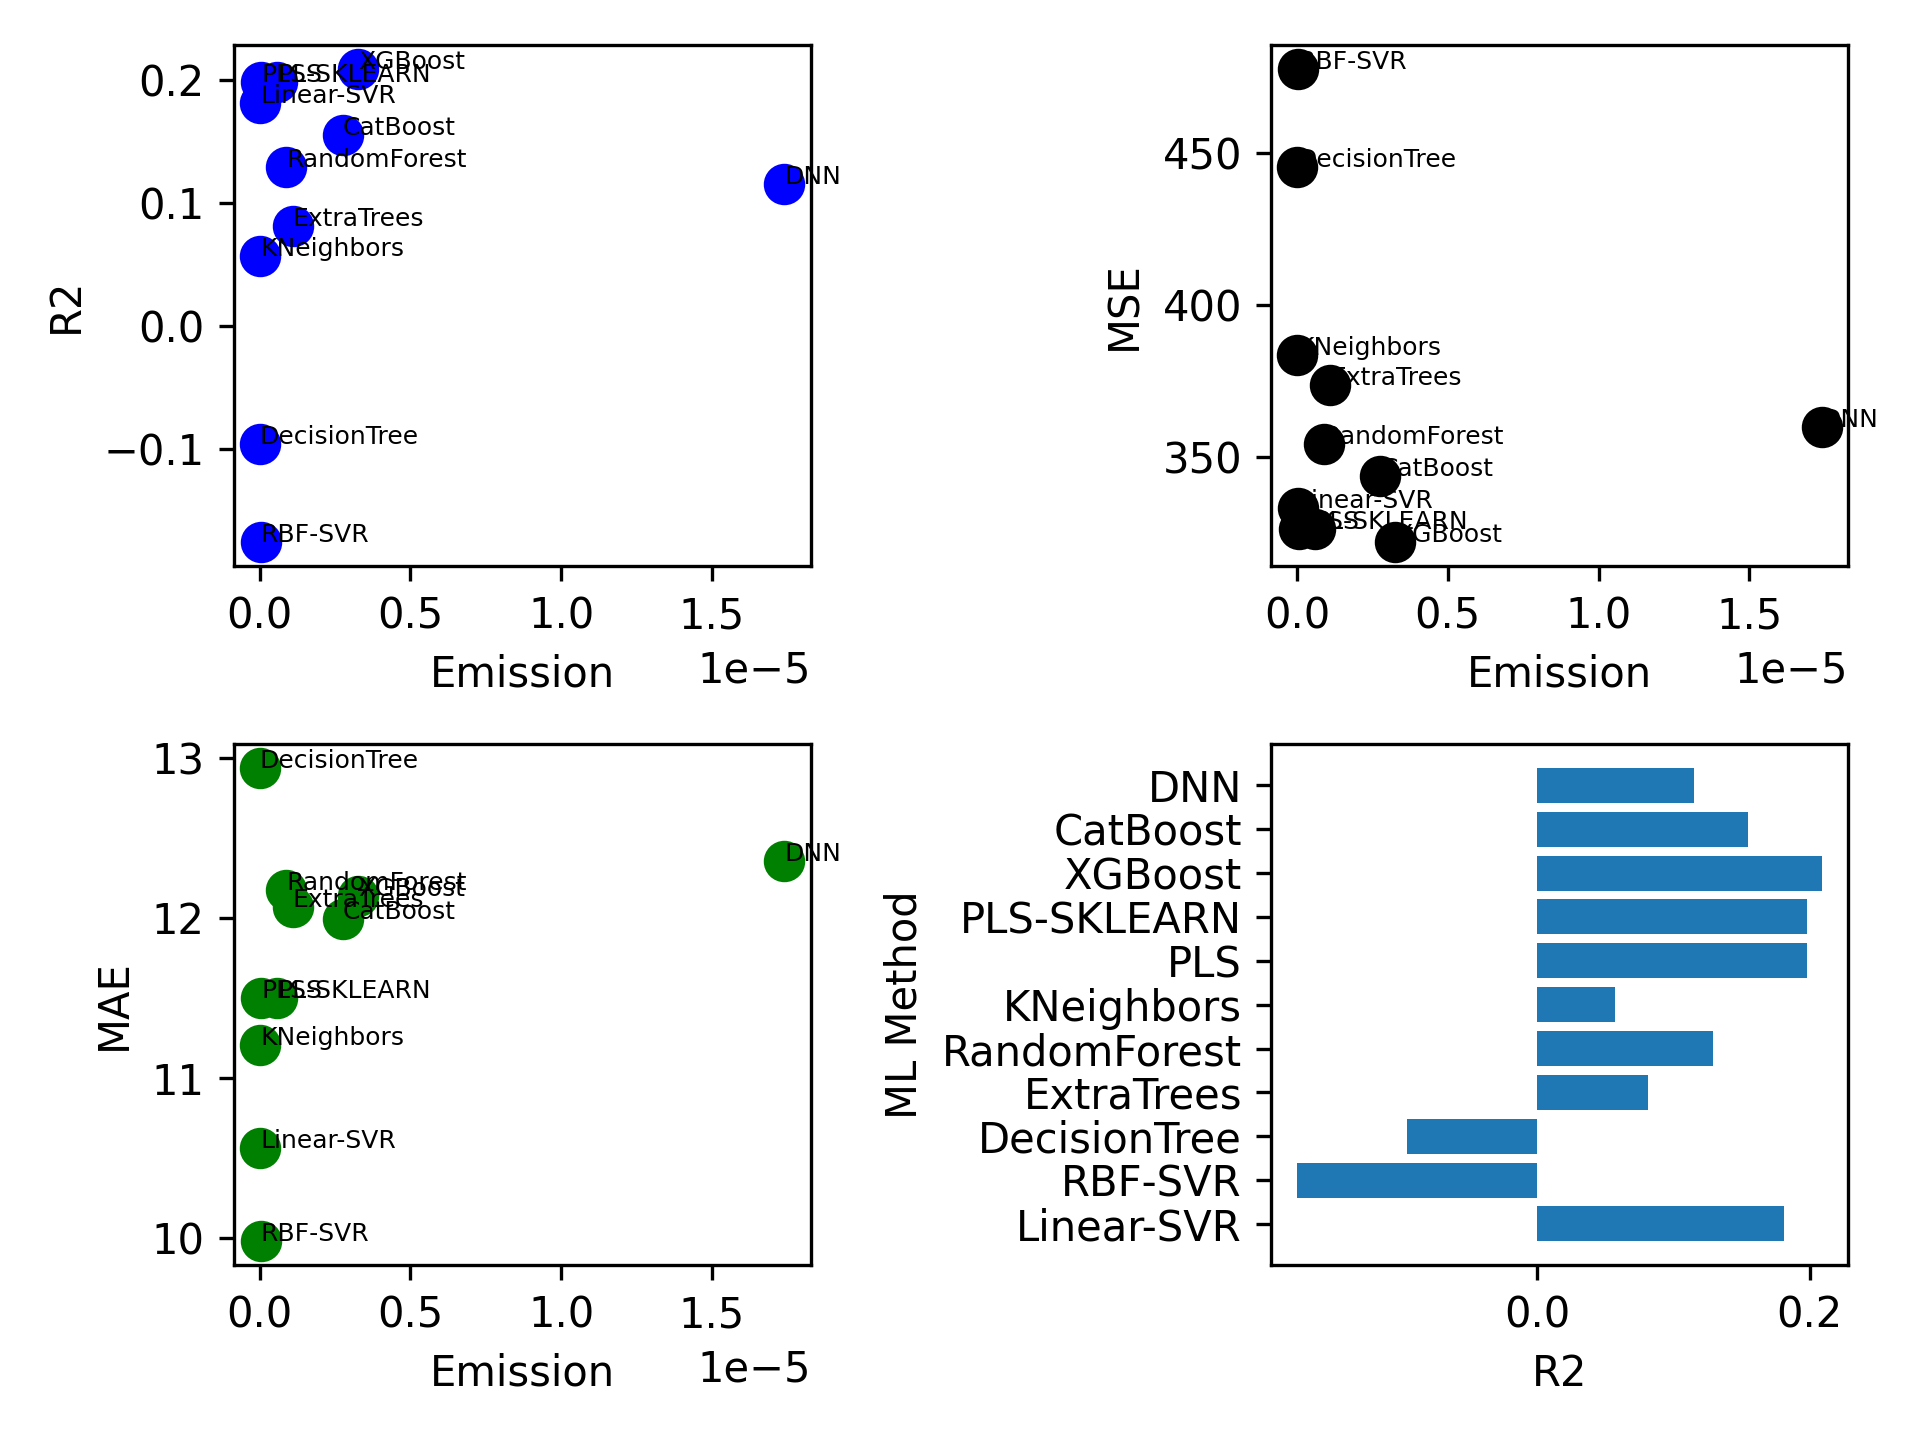 0.2
0.1
0.0
−0.1
R2
XGBoost
PLS
PLS-SKLEARN
Linear-SVR
CatBoost
RandomForest
DNN
ExtraTrees
KNeighbors
DecisionTree
RBF-SVR
0.0 0.5 1.0 1.5
1e−5
Emission
450
400
350
MSE
RBF-SVR
DecisionTree
KNeighbors
ExtraTrees
DNN
RandomForest
CatBoost
Linear-SVR
PLS
PLS-SKLEARN
XGBoost
0.0 0.5 1.0 1.5
1e−5
Emission
13
12
11
10
MAE
DecisionTree
DNN
RandomForest
XGBoost
ExtraTrees
CatBoost
PLS
PLS-SKLEARN
KNeighbors
Linear-SVR
RBF-SVR
0.0 0.5 1.0 1.5
1e−5
Emission
ML Method
DNN
CatBoost
XGBoost
PLS-SKLEARN
PLS
KNeighbors
RandomForest
ExtraTrees
DecisionTree
RBF-SVR
Linear-SVR
0.0 0.2
R2